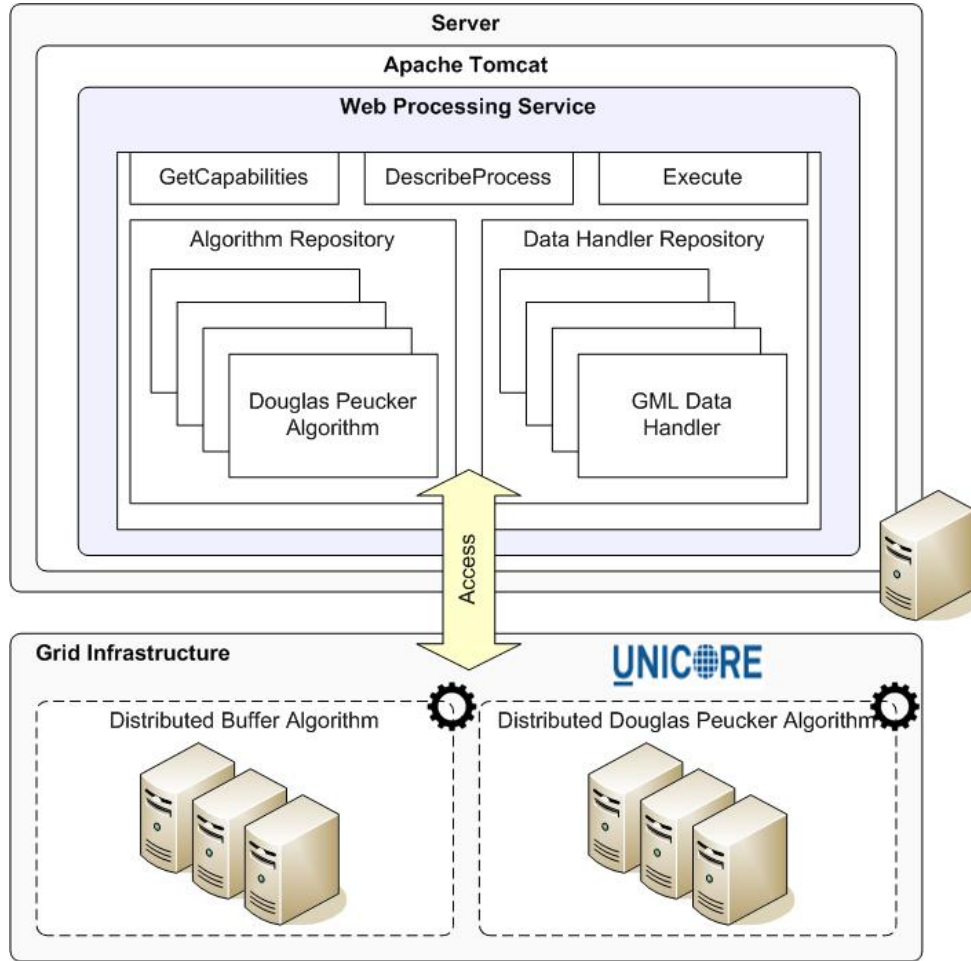 Server
Apache Tomcat
Web Processing Service
GetCapabilities
DescribeProcess
Execute
Algorithm Repository
Data Handler Repository
Douglas Peucker
Algorithm
GML Data
Handler
Access
Grid Infrastructure
UNICORE
Distributed Buffer Algorithm
Distributed Douglas Peucker Algorithm